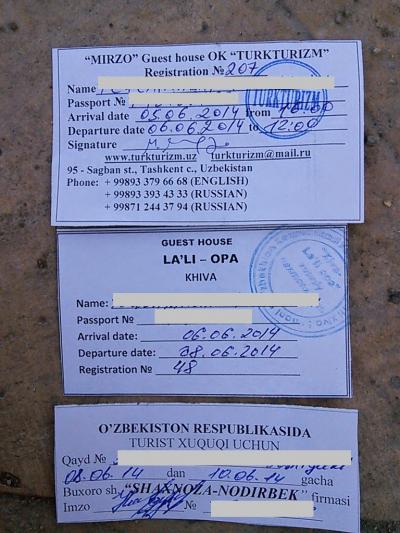 "MIRZO" Guest house OK "TURKTURIZM"
Registration № 207
Name
Passport №
Arrival date 05.06.2014 from 10:00
Departure date 06.06.2014 to 12:00
Signature
TURKTURIZM
www.turkturizm.uz turkturizm@mail.ru
95 - Sagban st., Tashkent c., Uzbekistan
Phone: + 99893 379 66 68 (ENGLISH)
+ 99893 393 43 33 (RUSSIAN)
+ 99871 244 37 94 (RUSSIAN)
GUEST HOUSE
LA'LI – OPA
KHIVA
Name:
Passport №
Arrival date: 06.06.2014
Departure date: 08.06.2014
Registration № 48
O'ZBEKISTON RESPUBLIKASIDA
TURIST XUQUQI UCHUN
Qayd №
08.06.14 dan 10.06.14 gacha
Buxoro sh. "SHAXNOZA-NODIRBEK" firmasi
Imzo №